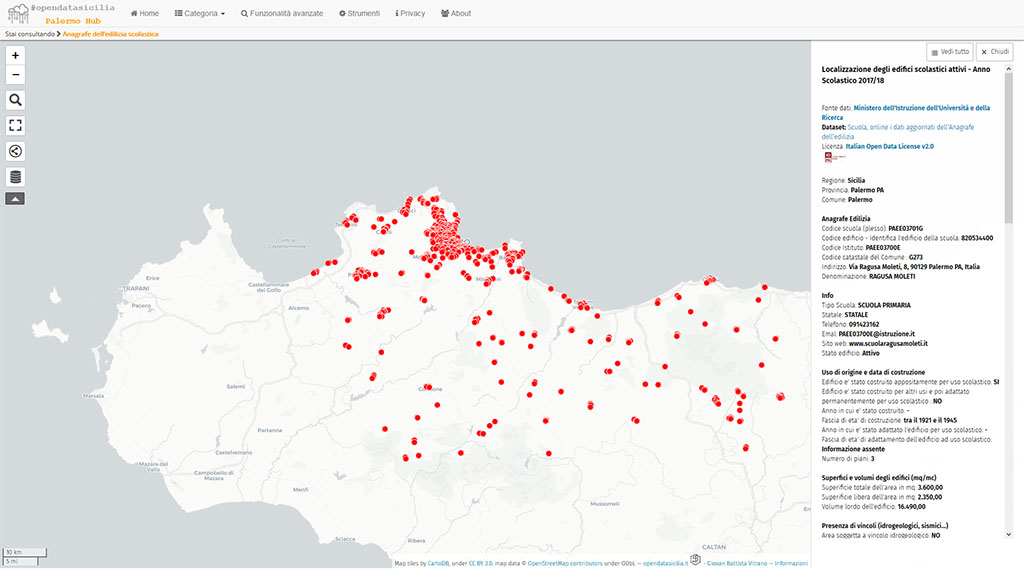 #opendatasicilia
Palermo Hub
Home
Categoria
Funzionalità avanzate
Strumenti
Privacy
About
Stai consultando
Anagrafe dell'edilizia scolastica
+
−
Vedi tutto
× Chiudi
Localizzazione degli edifici scolastici attivi - Anno
Scolastico 2017/18
Fonte dati: Ministero dell'Istruzione dell'Università e della
Ricerca
Dataset: Scuola, online i dati aggiornati dell'Anagrafe
dell'edilizia
Licenza: Italian Open Data License v2.0
Regione: Sicilia
Provincia: Palermo PA
Comune: Palermo
Anagrafe Edilizia
Codice scuola (plesso): PAEE03701G
Codice edificio - Identifica l'edificio della scuola: 820534400
Codice Istituto: PAEE03700E
Codice catastale del Comune : G273
Indirizzo: Via Ragusa Moleti, 8, 90129 Palermo PA, Italia
Denominazione: RAGUSA MOLETI
Info
Tipo Scuola: SCUOLA PRIMARIA
Statale: STATALE
Telefono: 091423162
Email: PAEE03700E@istruzione.it
Sito web: www.scuolaragusamoleti.it
Stato edificio: Attivo
Uso di origine e data di costruzione
Edificio e' stato costruito appositamente per uso scolastico: SI
Edificio e' stato costruito per altri usi e poi adattato
permanentemente per uso scolastico : NO
Anno in cui e' stato costruito: -
Fascia di eta' di costruzione: tra il 1921 e il 1945
Anno in cui e' stato adattato l'edificio per uso scolastico: -
Fascia di eta' di adattamento dell'edificio ad uso scolastico:
Informazione assente
Numero di piani: 3
Superfici e volumi degli edifici (mq/mc)
Superficie totale dell'area in mq: 3.600,00
Superficie libera dell'area in mq: 2.350,00
Volume lordo dell'edificio: 16.490,00
Presenza di vincoli (idrogeologici, sismici...)
Area soggetta a vincolo idrogeologico: NO
Golfo di
Castellammare
Erice
TRAPANI
Paceco
Castellammare
del Golfo
Alcamo
Marsala
Salemi
Partanna
Castelvetrano
Mazara del
Vallo
Campobello di
Mazara
Menfi
Sciacca
Ribera
Mussomeli
CALTAN
10 km
5 mi
Map tiles by CartoDB, under CC BY 3.0, map data © OpenStreetMap contributors under ODbL — opendatasicilia.it - Giovan Battista Vitrano — Informazioni